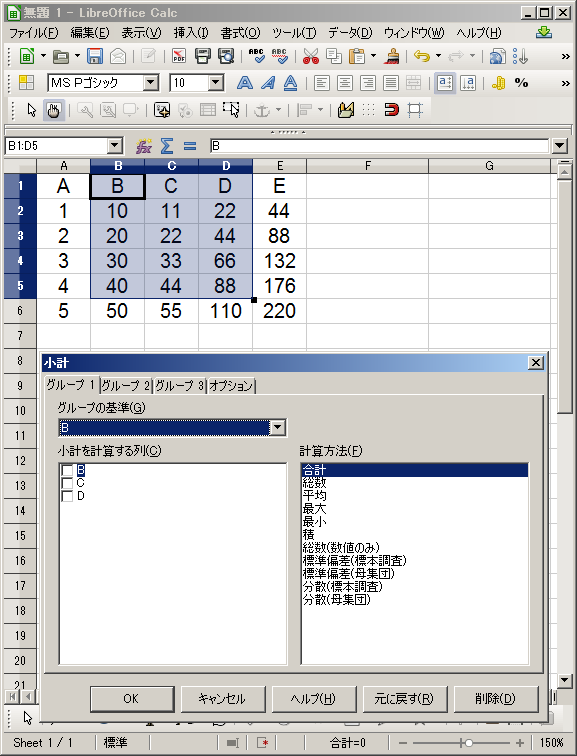 無題 1 - LibreOffice Calc
ファイル(F) 編集(E) 表示(V) 挿入(I) 書式(O) ツール(T) データ(D) ウィンドウ(W) ヘルプ(H)
MS Pゴシック 10
B1:D5 B
A B C D E F G
1 A B C D E
2 1 10 11 22 44
3 2 20 22 44 88
4 3 30 33 66 132
5 4 40 44 88 176
6 5 50 55 110 220
7
8
9
10
11
12
13
14
15
16
17
18
19
20
21
小計
グループ 1 グループ 2 グループ 3 オプション
グループの基準(G)
B
小計を計算する列(C)
B
C
D
計算方法(F)
合計
総数
平均
最大
最小
積
総数(数値のみ)
標準偏差(標本調査)
標準偏差(母集団)
分散(標本調査)
分散(母集団)
OK キャンセル ヘルプ(H) 元に戻す(R) 削除(D)
Sheet 1 / 1 標準 合計=0 150%